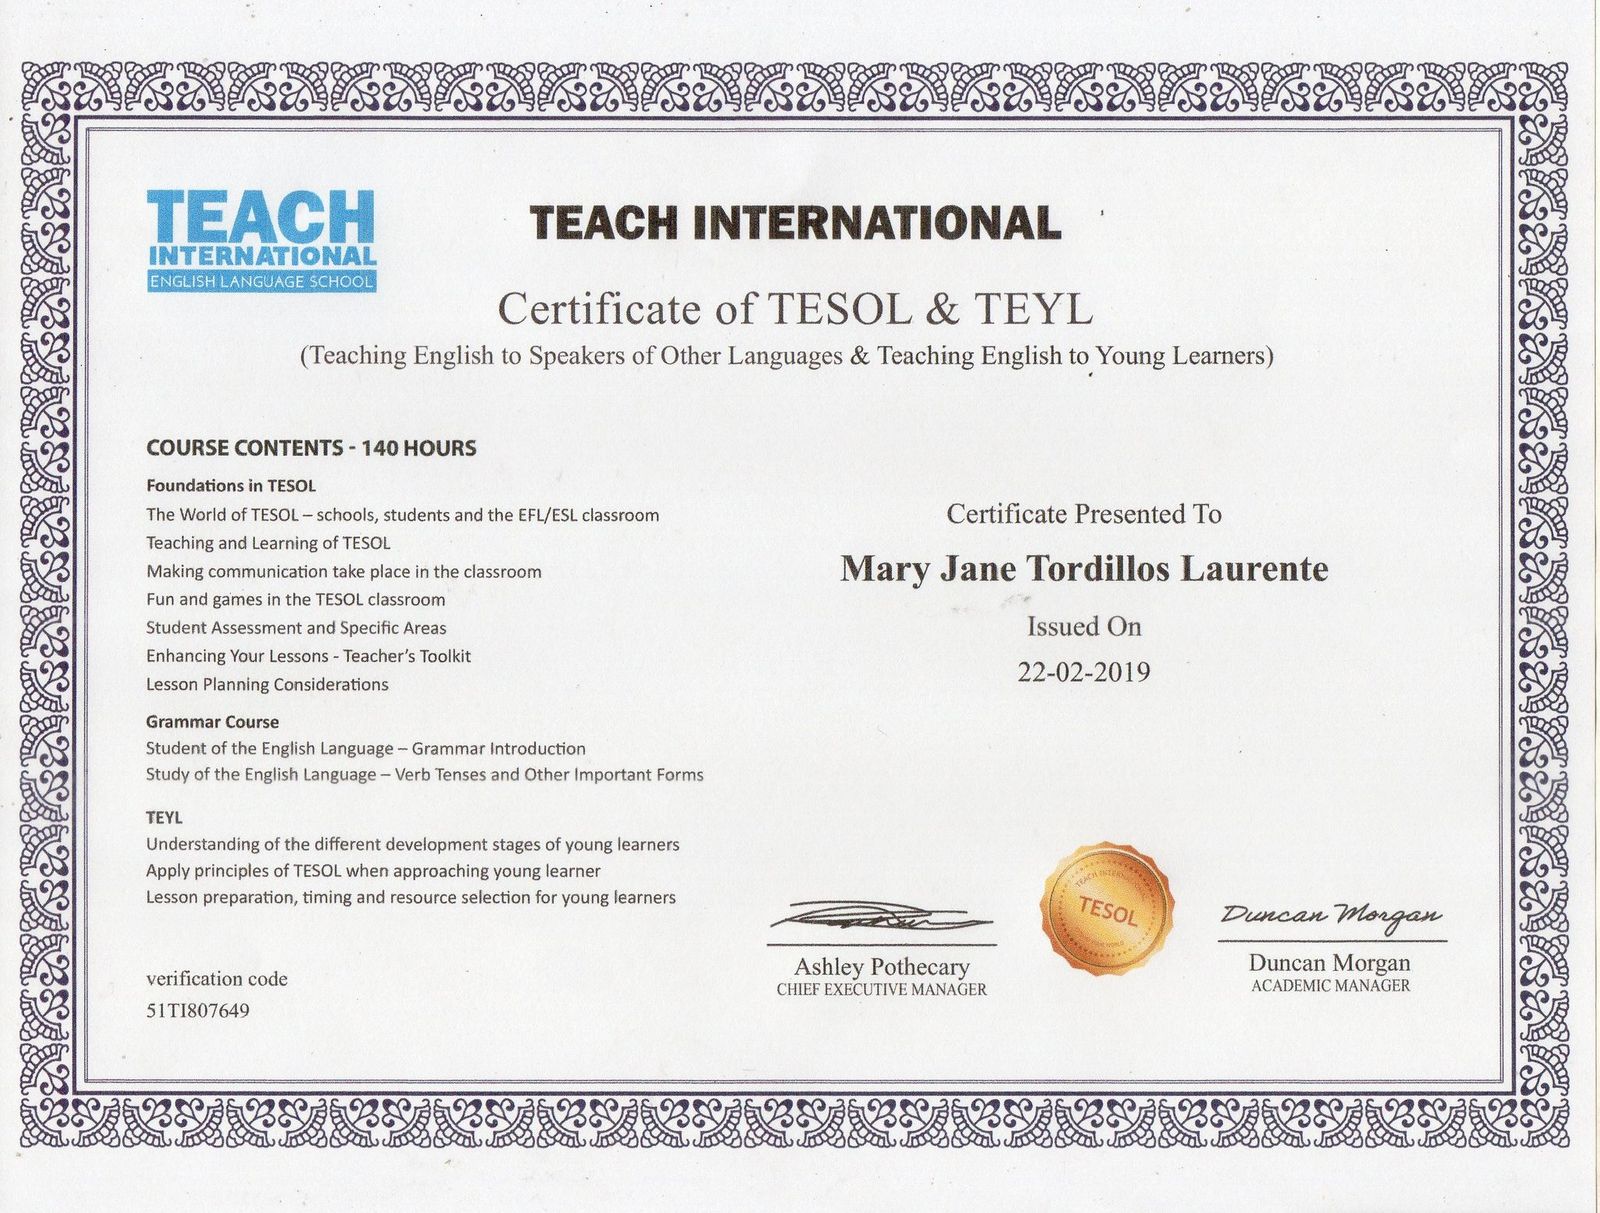 TEACH
INTERNATIONAL
ENGLISH LANGUAGE SCHOOL
TEACH INTERNATIONAL
Certificate of TESOL & TEYL
(Teaching English to Speakers of Other Languages & Teaching English to Young Learners)
COURSE CONTENTS - 140 HOURS
Foundations in TESOL
The World of TESOL – schools, students and the EFL/ESL classroom
Teaching and Learning of TESOL
Making communication take place in the classroom
Fun and games in the TESOL classroom
Student Assessment and Specific Areas
Enhancing Your Lessons - Teacher's Toolkit
Lesson Planning Considerations
Grammar Course
Student of the English Language – Grammar Introduction
Study of the English Language – Verb Tenses and Other Important Forms
TEYL
Understanding of the different development stages of young learners
Apply principles of TESOL when approaching young learner
Lesson preparation, timing and resource selection for young learners
verification code
51TI807649
Certificate Presented To
Mary Jane Tordillos Laurente
Issued On
22-02-2019
Ashley Pothecary
CHIEF EXECUTIVE MANAGER
TEACH INTERNATIONAL
TESOL
Duncan Morgan
Duncan Morgan
ACADEMIC MANAGER